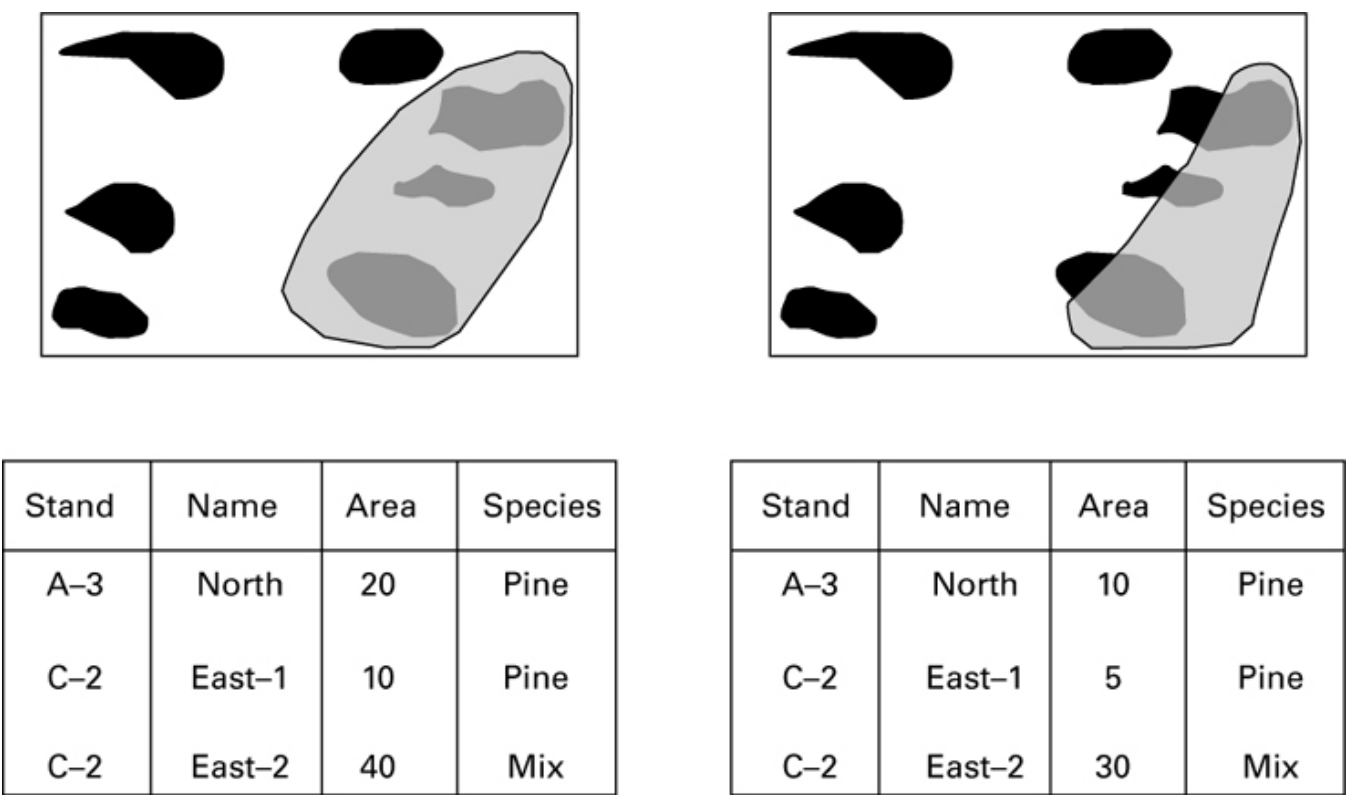 Stand Name Area Species
A–3 North 20 Pine
C–2 East–1 10 Pine
C–2 East–2 40 Mix
Stand Name Area Species
A–3 North 10 Pine
C–2 East–1 5 Pine
C–2 East–2 30 Mix